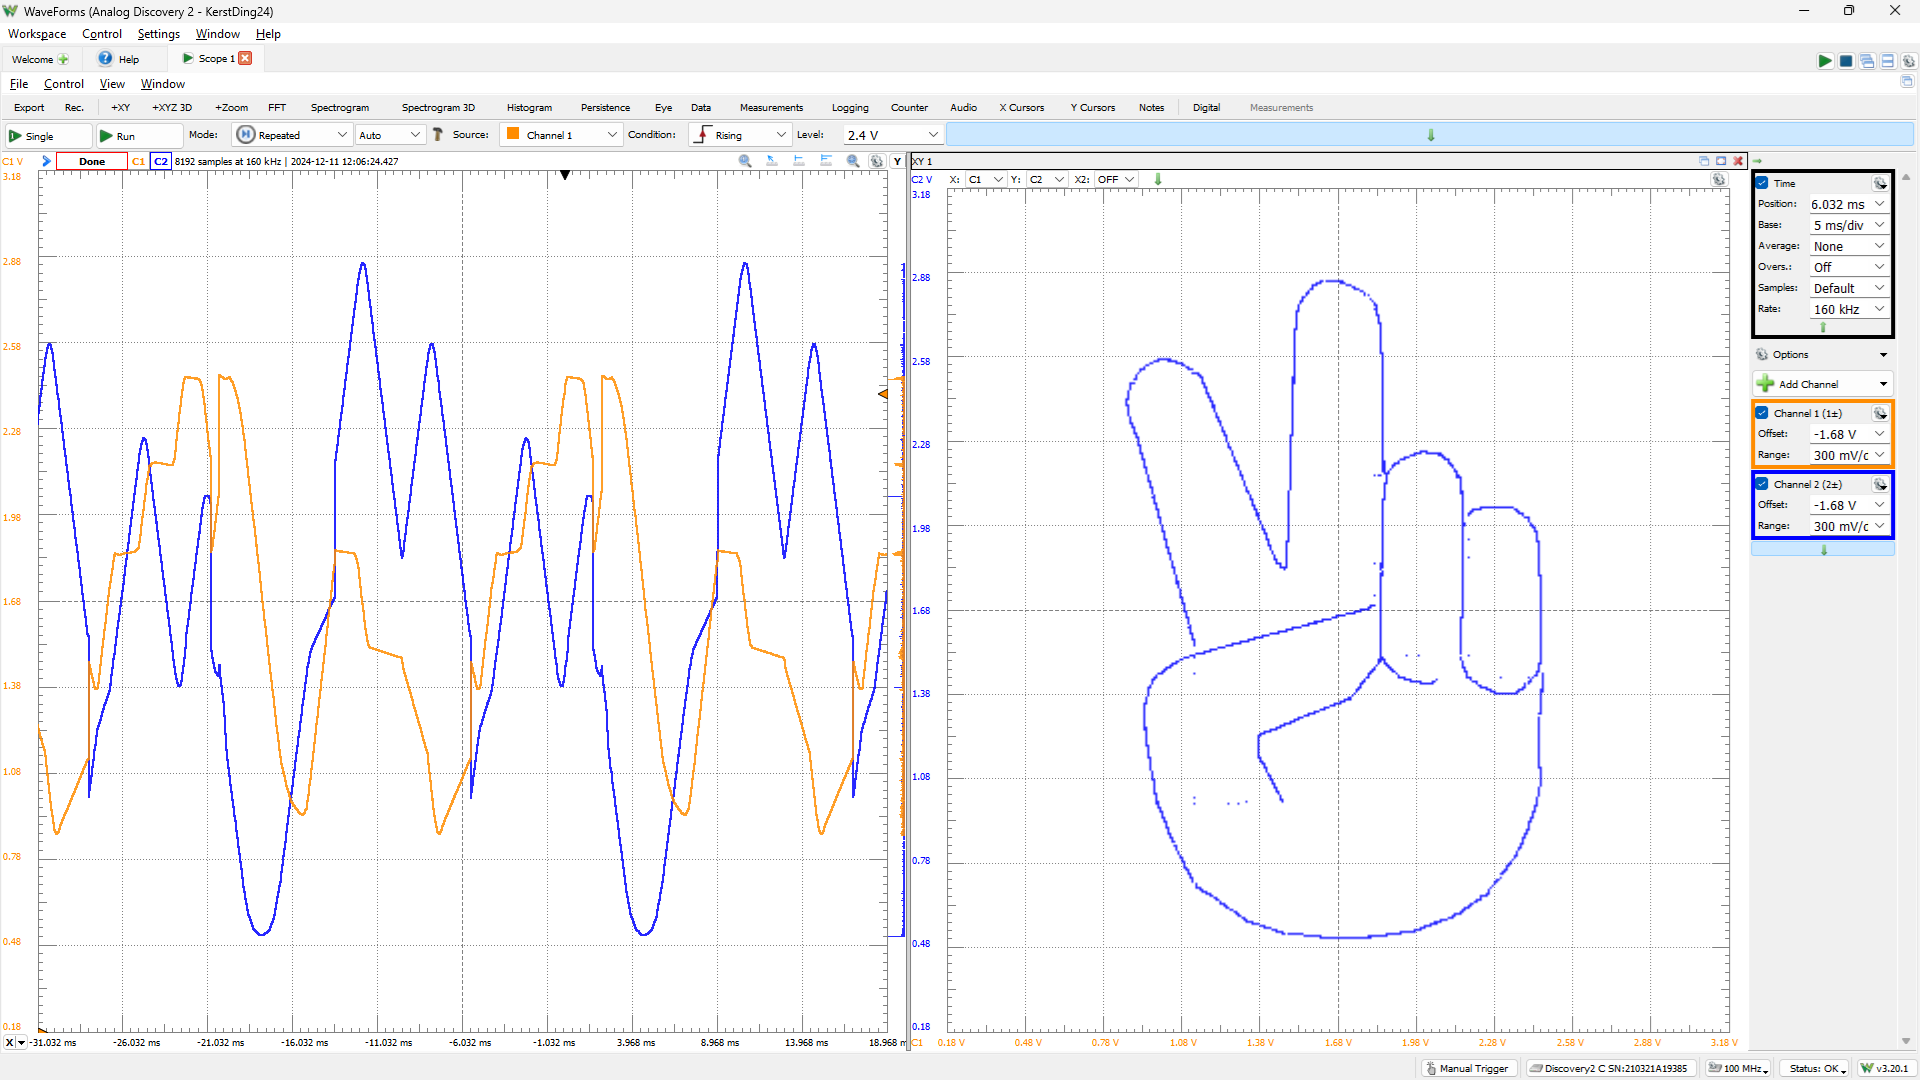 WaveForms (Analog Discovery 2 - KerstDing24)
Workspace Control Settings Window Help
Welcome Help Scope 1
File Control View Window
Export Rec. +XY +XYZ 3D +Zoom FFT Spectrogram Spectrogram 3D Histogram Persistence Eye Data Measurements Logging Counter Audio X Cursors Y Cursors Notes Digital Measurements
Single Run Mode: Repeated Auto Source: Channel 1 Condition: Rising Level: 2.4 V
C1 V Done C1 C2 8192 samples at 160 kHz | 2024-12-11 12:06:24.427 Y
3.18
2.88
2.58
2.28
1.98
1.68
1.38
1.08
0.78
0.48
0.18
X -31.032 ms -26.032 ms -21.032 ms -16.032 ms -11.032 ms -6.032 ms -1.032 ms 3.968 ms 8.968 ms 13.968 ms 18.968 m
XY 1
C2 V X: C1 Y: C2 X2: OFF
3.18
2.88
2.58
2.28
1.98
1.68
1.38
1.08
0.78
0.48
0.18
C1 0.18 V 0.48 V 0.78 V 1.08 V 1.38 V 1.68 V 1.98 V 2.28 V 2.58 V 2.88 V 3.18 V
Time
Position: 6.032 ms
Base: 5 ms/div
Average: None
Overs.: Off
Samples: Default
Rate: 160 kHz
Options
Add Channel
Channel 1 (1±)
Offset: -1.68 V
Range: 300 mV/c
Channel 2 (2±)
Offset: -1.68 V
Range: 300 mV/c
Manual Trigger Discovery2 C SN:210321A19385 100 MHz Status: OK v3.20.1